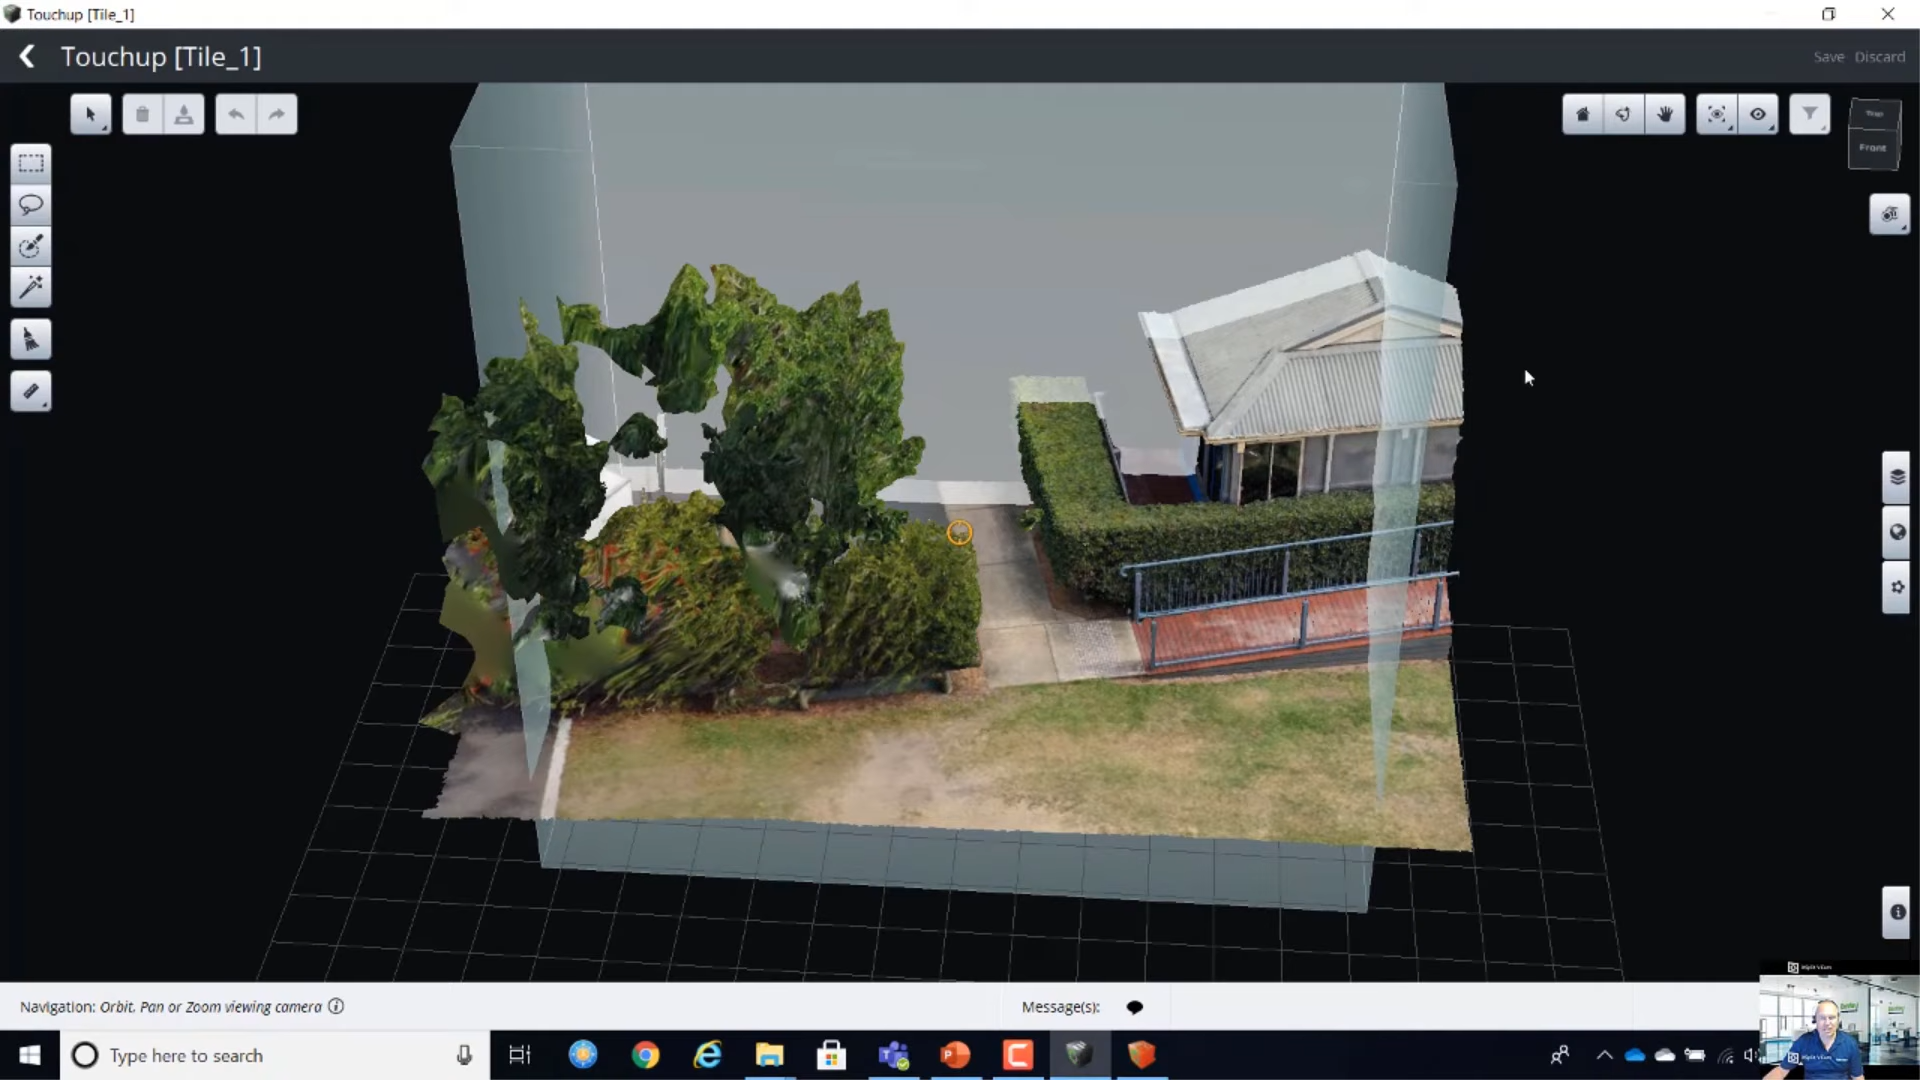 Touchup [Tile_1]
Touchup [Tile_1]
Save Discard
Top
Front
Navigation: Orbit, Pan or Zoom viewing camera
Message(s):
Type here to search